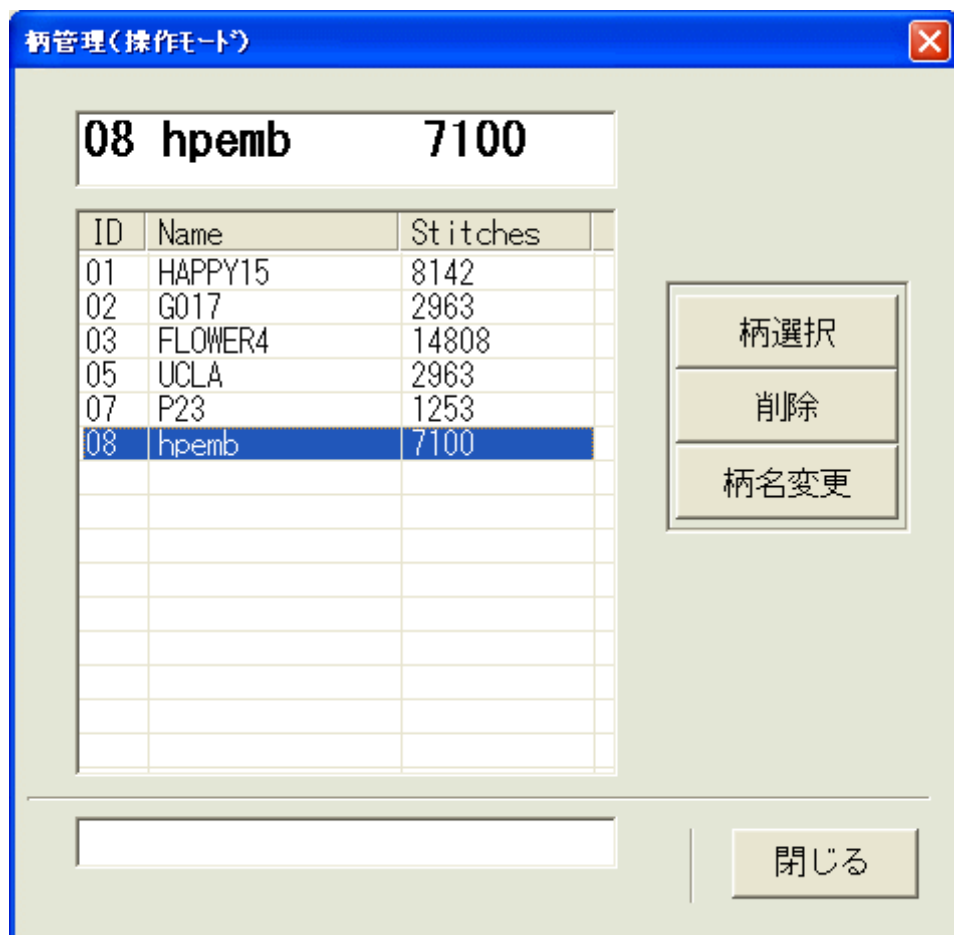 柄管理(操作ﾓｰﾄﾞ)
08 hpemb 7100
ID Name Stitches
01 HAPPY15 8142
02 G017 2963
03 FLOWER4 14808
05 UCLA 2963
07 P23 1253
08 hpemb 7100
柄選択
削除
柄名変更
閉じる